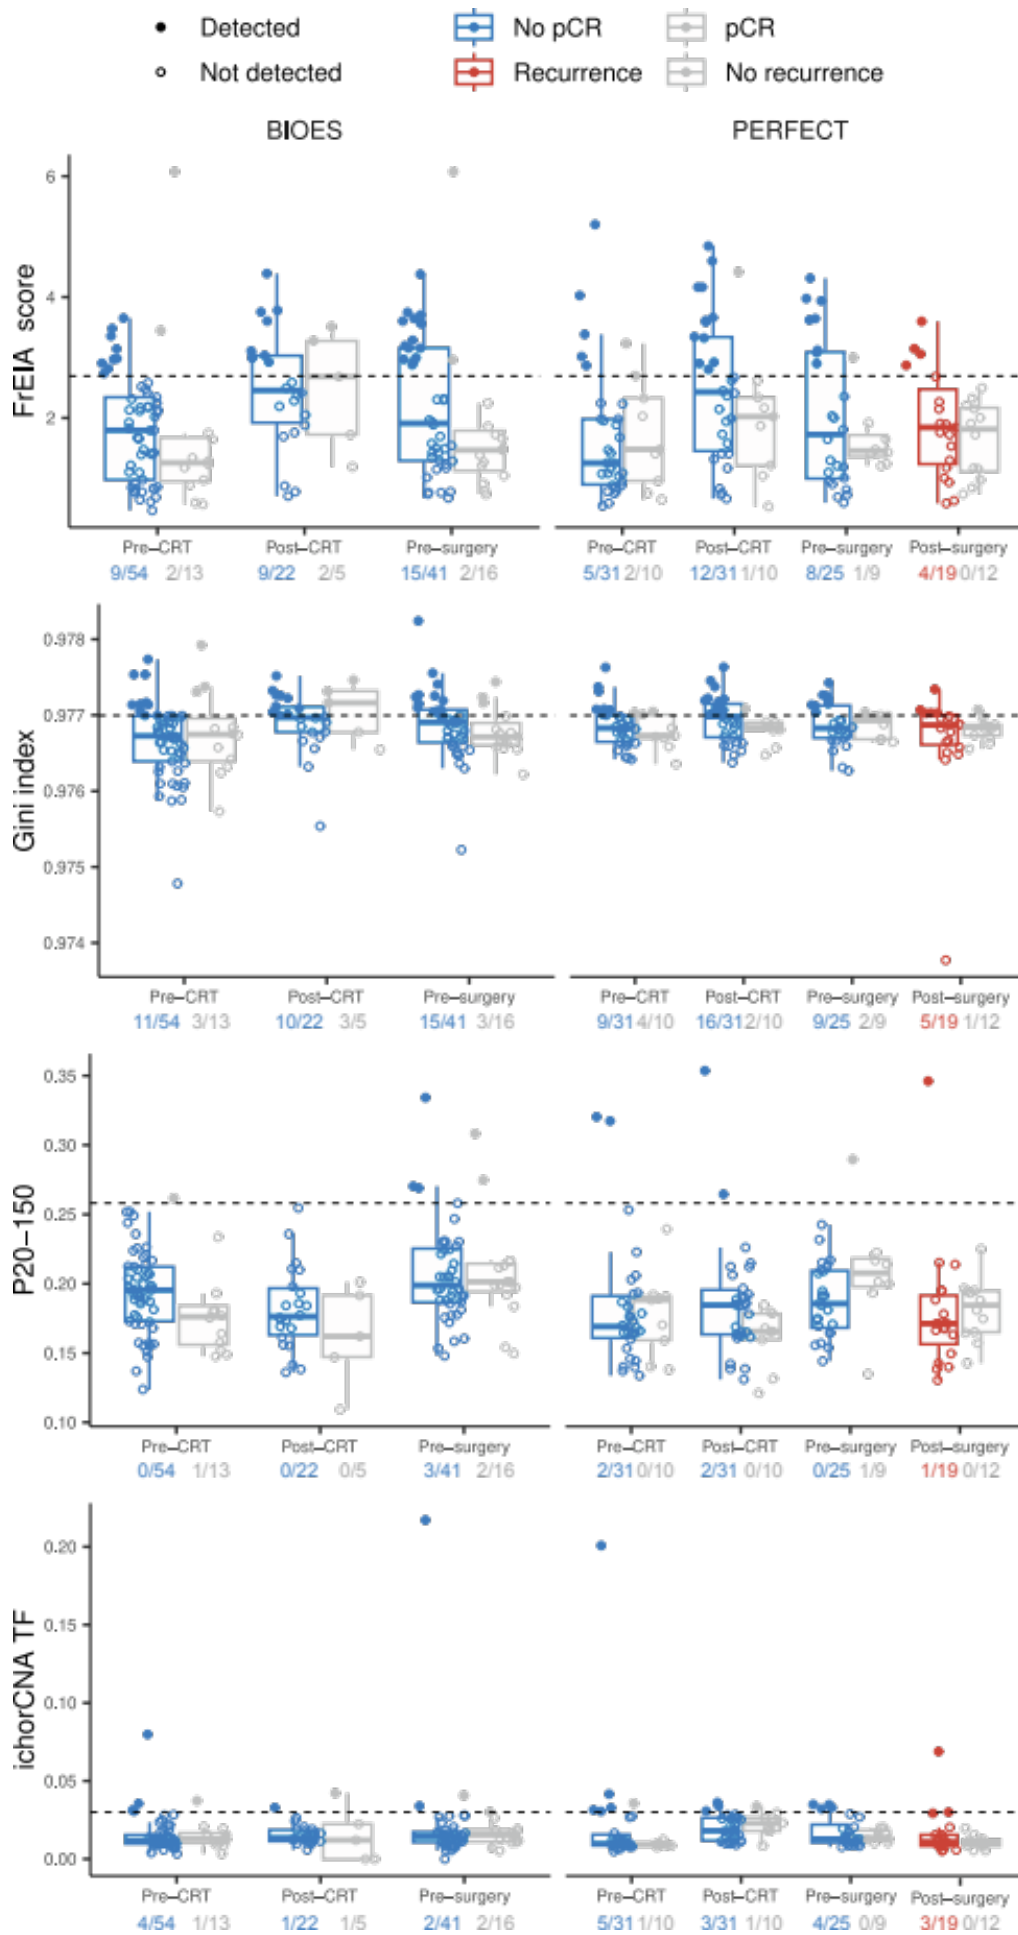 Detected No pCR pCR
Not detected Recurrence No recurrence
BIOES PERFECT
FrEIA score
6
4
2
Pre–CRT Post–CRT Pre–surgery Pre–CRT Post–CRT Pre–surgery Post–surgery
9/54 2/13 9/22 2/5 15/41 2/16 5/31 2/10 12/31 1/10 8/25 1/9 4/19 0/12
Gini index
0.978
0.977
0.976
0.975
0.974
Pre–CRT Post–CRT Pre–surgery Pre–CRT Post–CRT Pre–surgery Post–surgery
11/54 3/13 10/22 3/5 15/41 3/16 9/31 4/10 16/31 2/10 9/25 2/9 5/19 1/12
P20–150
0.35
0.30
0.25
0.20
0.15
0.10
Pre–CRT Post–CRT Pre–surgery Pre–CRT Post–CRT Pre–surgery Post–surgery
0/54 1/13 0/22 0/5 3/41 2/16 2/31 0/10 2/31 0/10 0/25 1/9 1/19 0/12
ichorCNA TF
0.20
0.15
0.10
0.05
0.00
Pre–CRT Post–CRT Pre–surgery Pre–CRT Post–CRT Pre–surgery Post–surgery
4/54 1/13 1/22 1/5 2/41 2/16 5/31 1/10 3/31 1/10 4/25 0/9 3/19 0/12